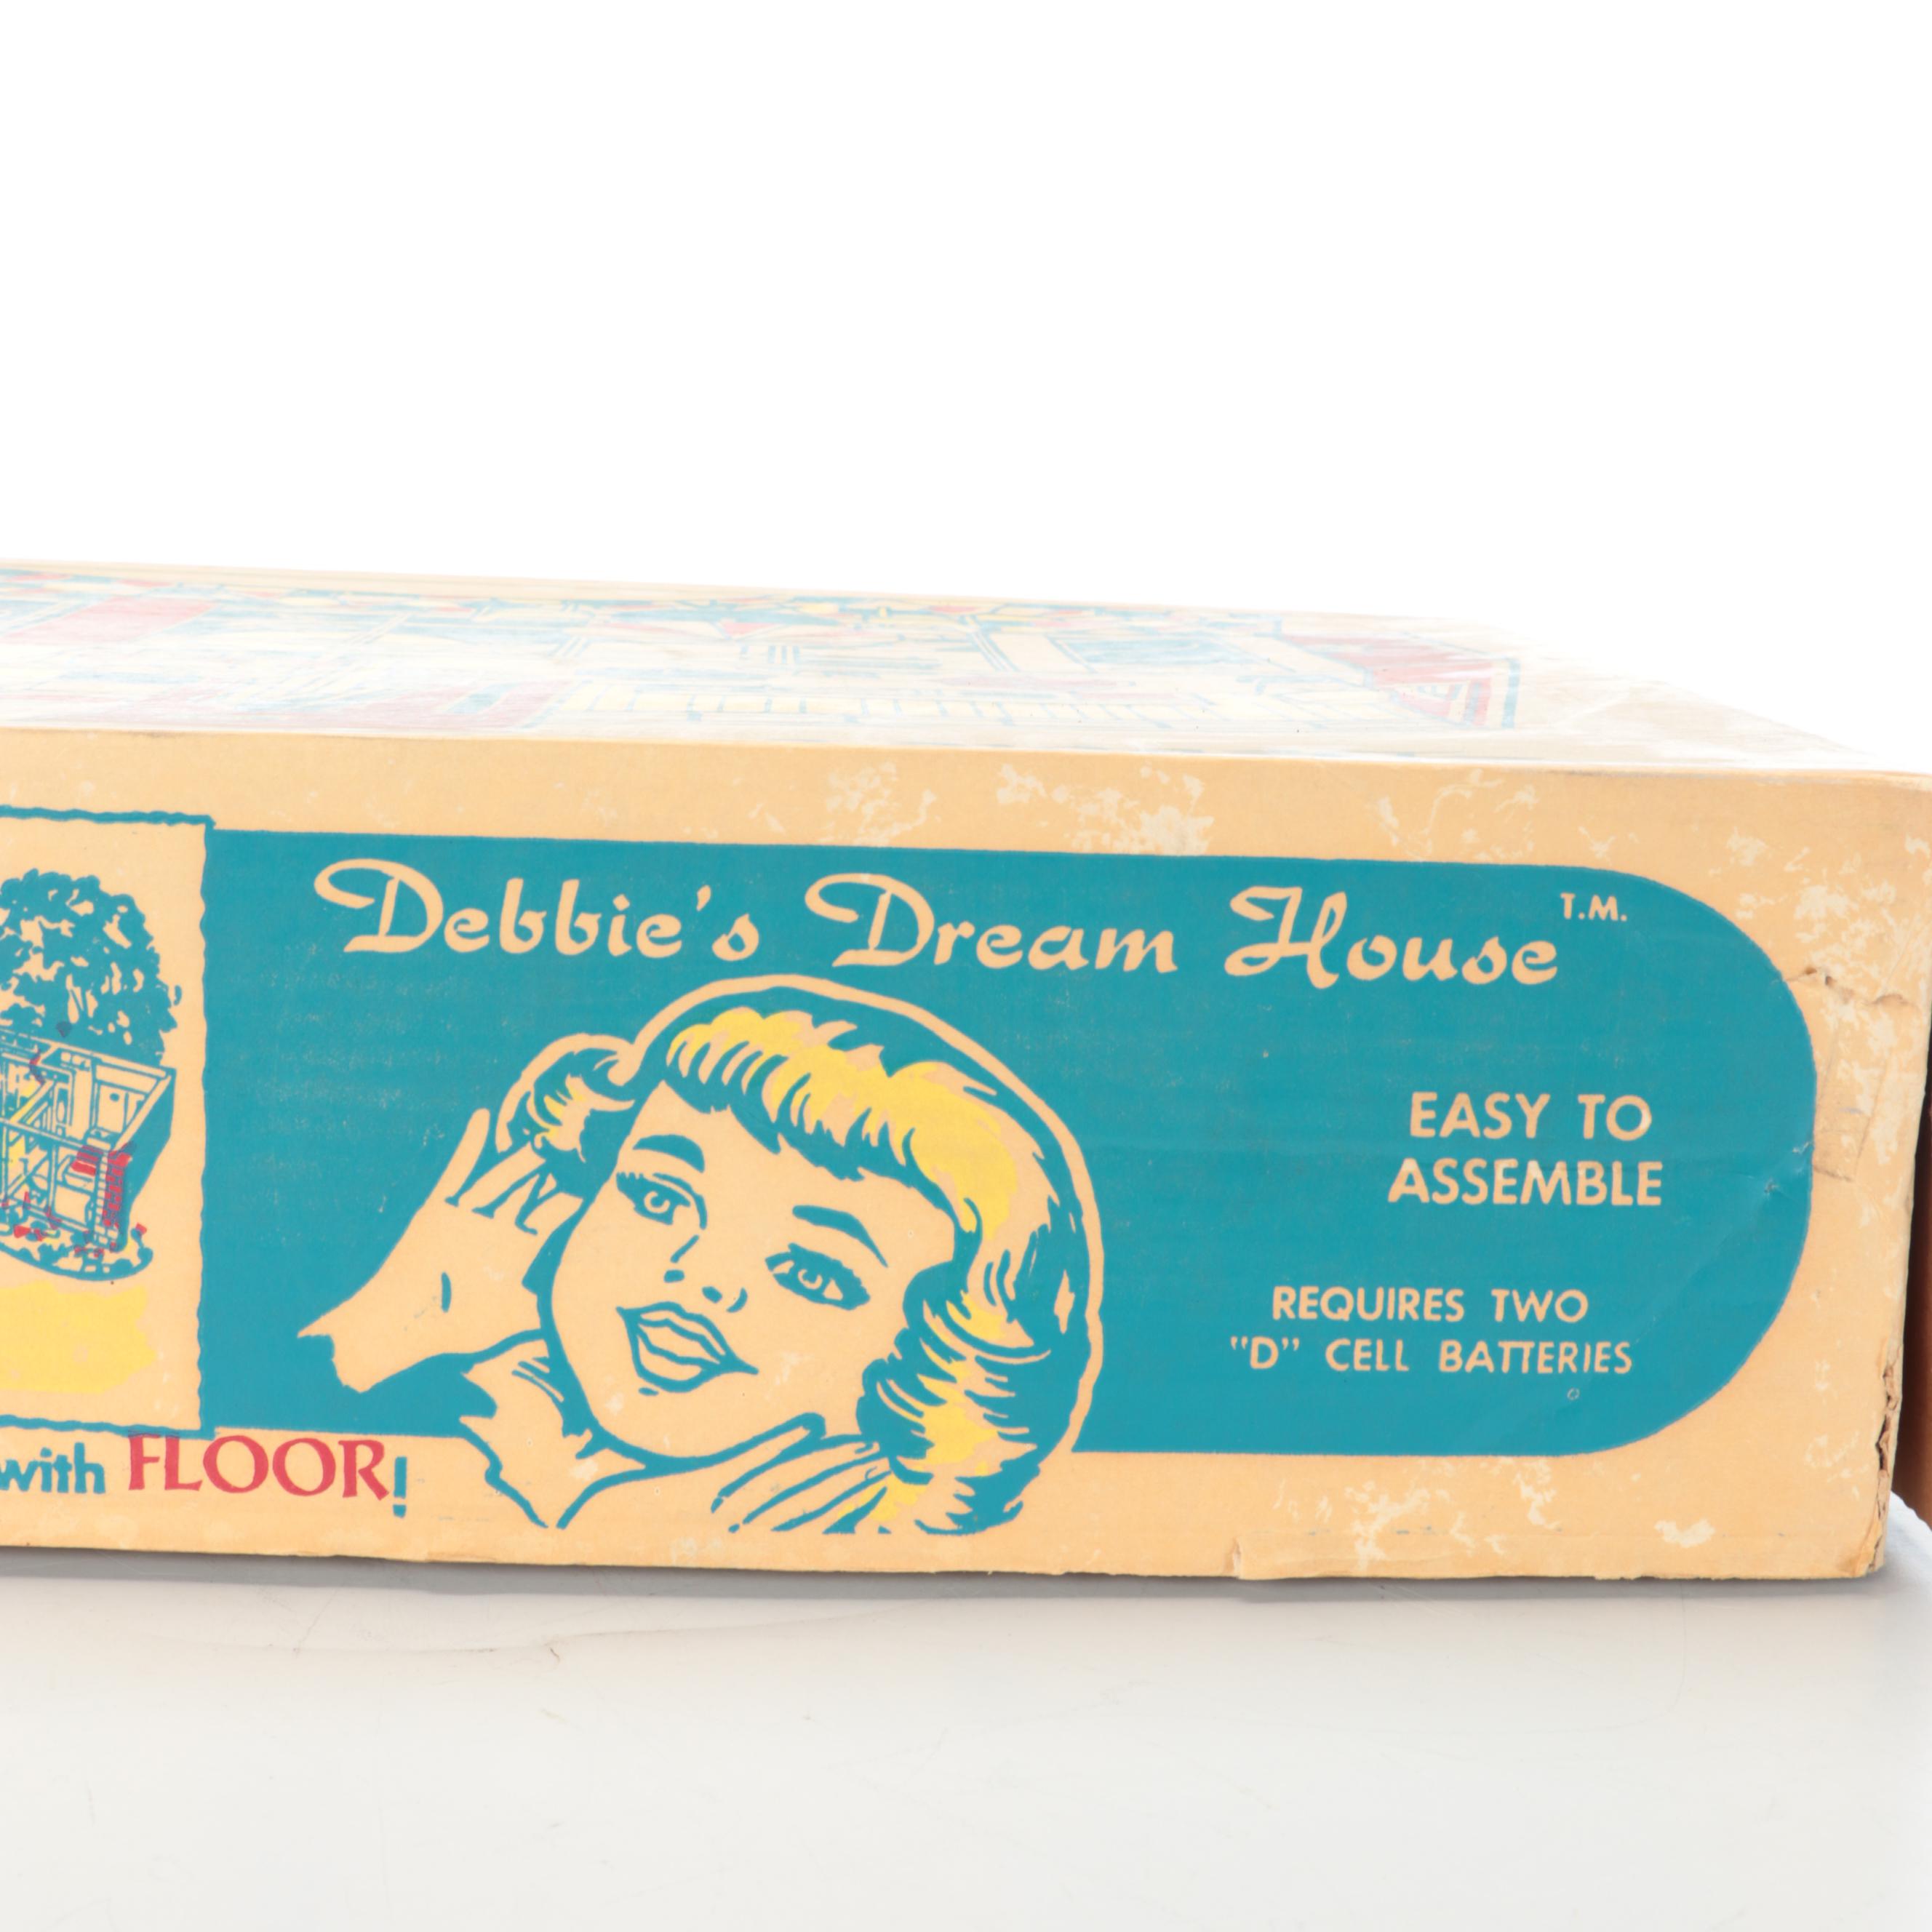 Debbie's Dream House T.M.
EASY TO
ASSEMBLE
REQUIRES TWO
"D" CELL BATTERIES
with FLOOR!